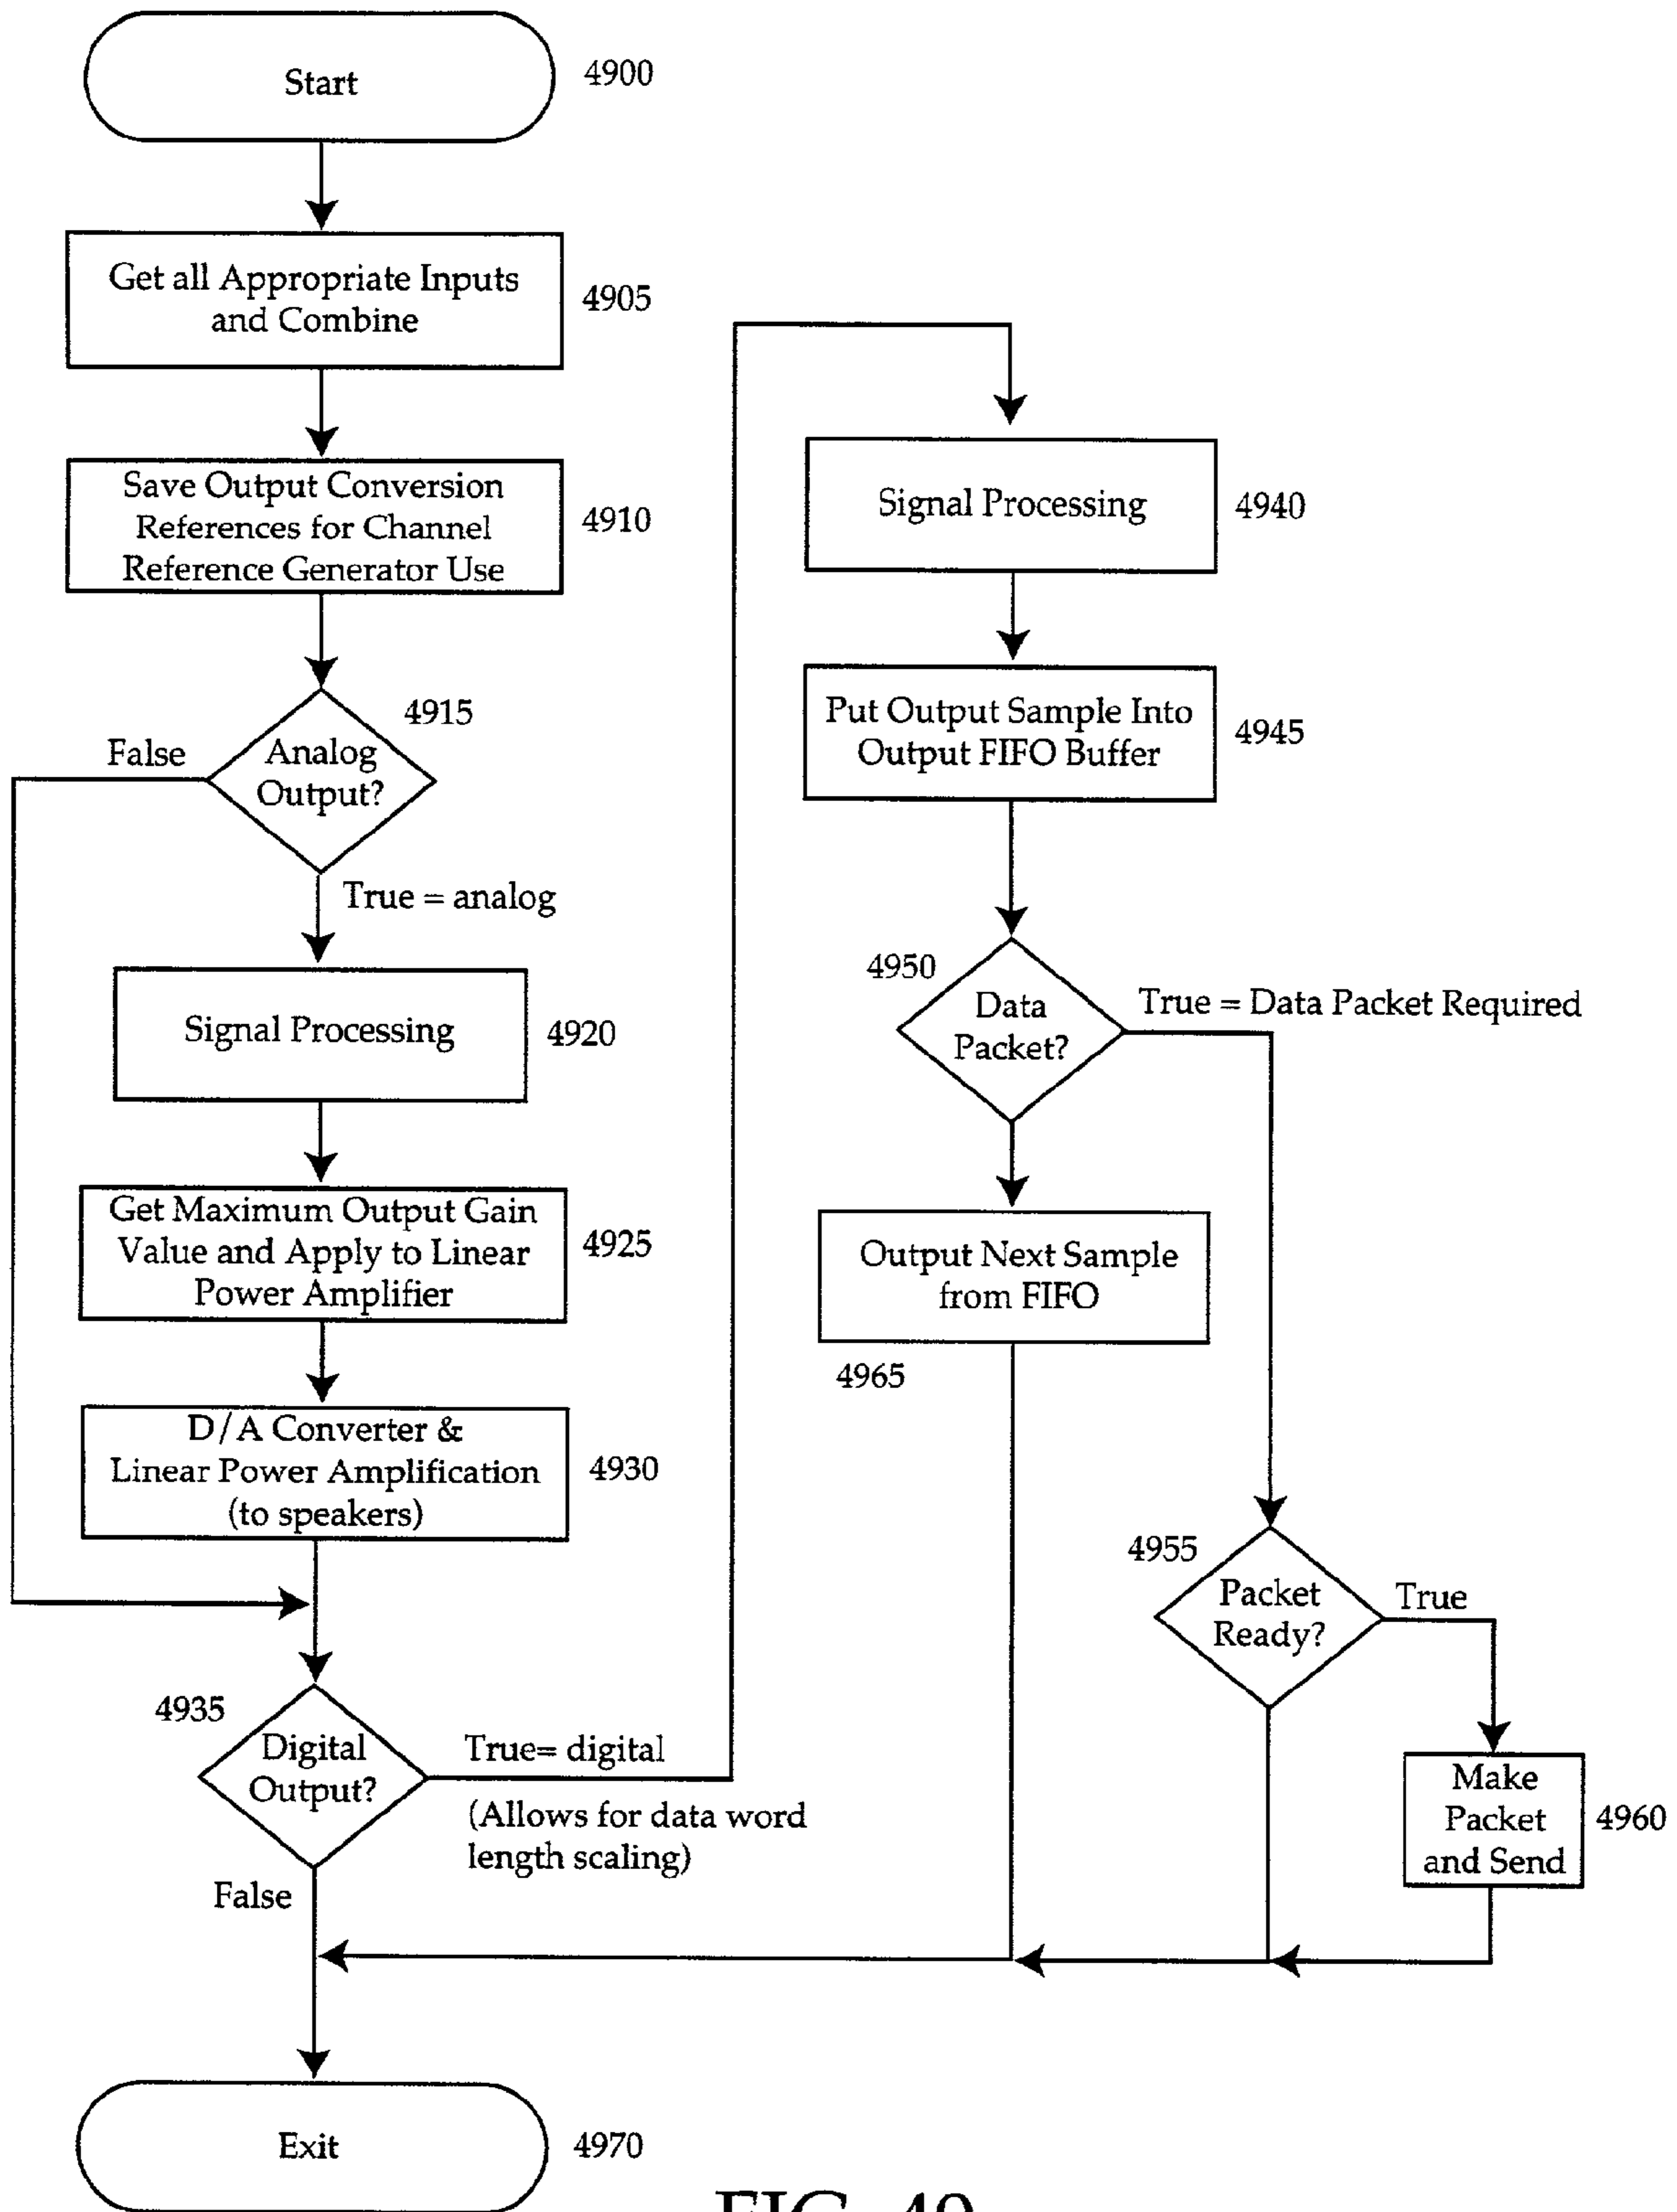 Start
4900
Get all Appropriate Inputs
and Combine
4905
Save Output Conversion
References for Channel
Reference Generator Use
4910
4915
False
Analog
Output?
True = analog
Signal Processing
4920
Get Maximum Output Gain
Value and Apply to Linear
Power Amplifier
4925
D/A Converter &
Linear Power Amplification
(to speakers)
4930
4935
Digital
Output?
True= digital
(Allows for data word
length scaling)
False
Signal Processing
4940
Put Output Sample Into
Output FIFO Buffer
4945
4950
Data
Packet?
True = Data Packet Required
Output Next Sample
from FIFO
4965
4955
Packet
Ready?
True
Make
Packet
and Send
4960
Exit
4970
FIG. 49